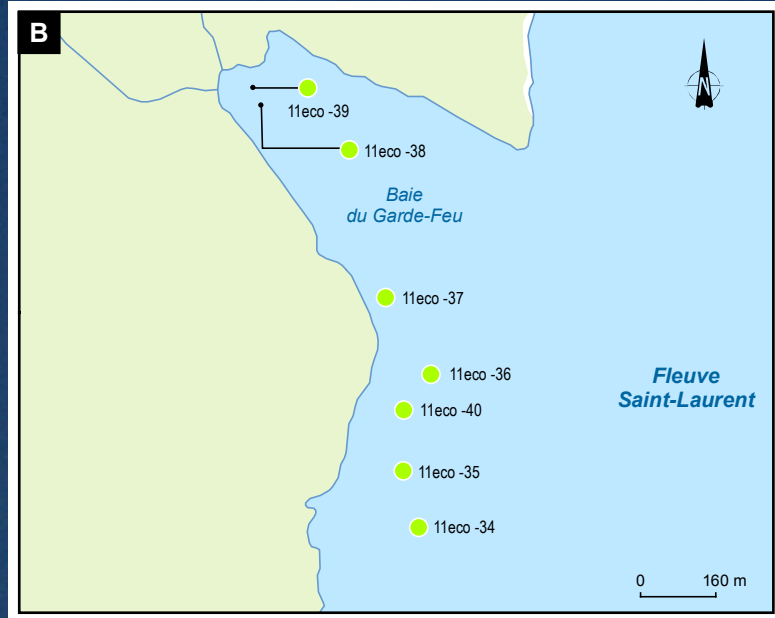 B
N
11eco -39
11eco -38
Baie
du Garde-Feu
11eco -37
11eco -36
Fleuve
Saint-Laurent
11eco -40
11eco -35
11eco -34
0 160 m